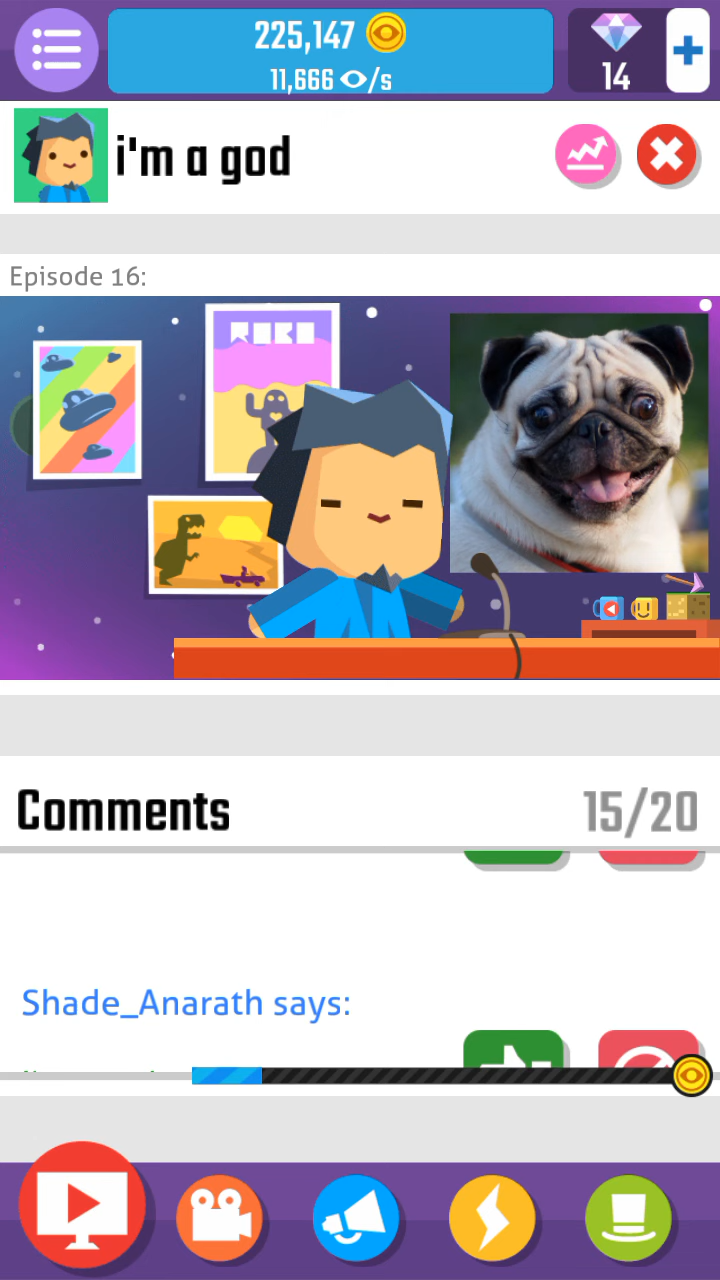 225,147
11,666 /s
14
i'm a god
Episode 16:
Comments
15/20
Shade_Anarath says: